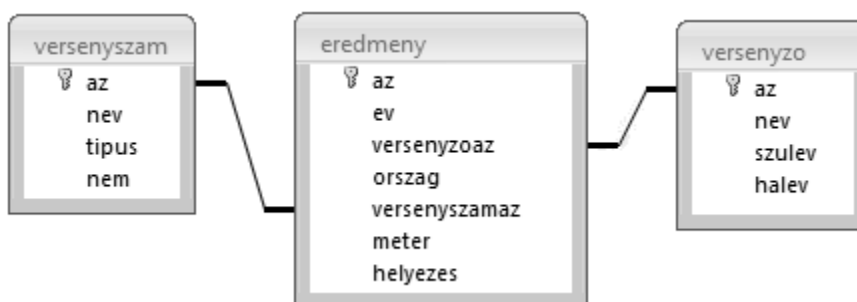 versenyszam
az
nev
tipus
nem
eredmeny
az
ev
versenyzoaz
orszag
versenyszamaz
meter
helyezes
versenyzo
az
nev
szulev
halev